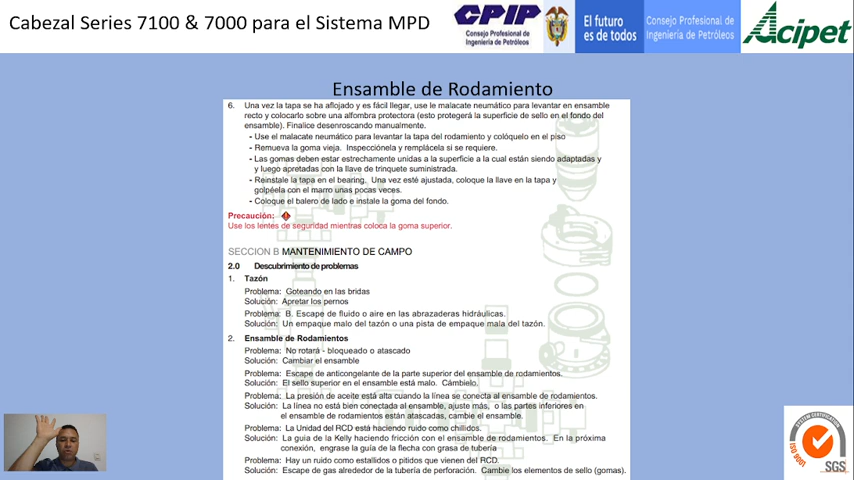 Cabezal Series 7100 & 7000 para el Sistema MPD
CPIP
Consejo Profesional de
Ingeniería de Petróleos
El futuro
es de todos
Consejo Profesional de
Ingeniería de Petróleos
Acipet
Ensamble de Rodamiento
6. Una vez la tapa se ha aflojado y es fácil llegar, use le malacate neumático para levantar en ensamble
recto y colocarlo sobre una alfombra protectora (esto protegerá la superficie de sello en el fondo del
ensamble). Finalice desenroscando manualmente.
- Use el malacate neumático para levantar la tapa del rodamiento y colóquelo en el piso
- Remueva la goma vieja. Inspecciónela y remplácela si se requiere.
- Las gomas deben estar estrechamente unidas a la superficie a la cual están siendo adaptadas y
y luego apretadas con la llave de trinquete suministrada.
- Reinstale la tapa en el bearing. Una vez esté ajustada, coloque la llave en la tapa y
golpéela con el marro unas pocas veces.
- Coloque el balero de lado e instale la goma del fondo.
Precaución:
Use los lentes de seguridad mientras coloca la goma superior.
SECCION B MANTENIMIENTO DE CAMPO
2.0 Descubrimiento de problemas
1. Tazón
Problema: Goteando en las bridas
Solución: Apretar los pernos
Problema: B. Escape de fluido o aire en las abrazaderas hidráulicas.
Solución: Un empaque malo del tazón o una pista de empaque mala del tazón.
2. Ensamble de Rodamientos
Problema: No rotará - bloqueado o atascado
Solución: Cambiar el ensamble
Problema: Escape de anticongelante de la parte superior del ensamble de rodamientos.
Solución: El sello superior en el ensamble está malo. Cámbielo.
Problema: La presión de aceite está alta cuando la línea se conecta al ensamble de rodamientos.
Solución: La línea no está bien conectada al ensamble, ajuste más, o las partes inferiores en
el ensamble de rodamientos están atascadas, cambie el ensamble.
Problema: La Unidad del RCD está haciendo ruido como chillidos.
Solución: La guía de la Kelly haciendo fricción con el ensamble de rodamientos. En la próxima
conexión, engrase la guía de la flecha con grasa de tubería
Problema: Hay un ruido como estallidos o pitidos que vienen del RCD.
Solución: Escape de gas alrededor de la tubería de perforación. Cambie los elementos de sello (gomas).
SYSTEM CERTIFICATION
ISO 9001
SGS